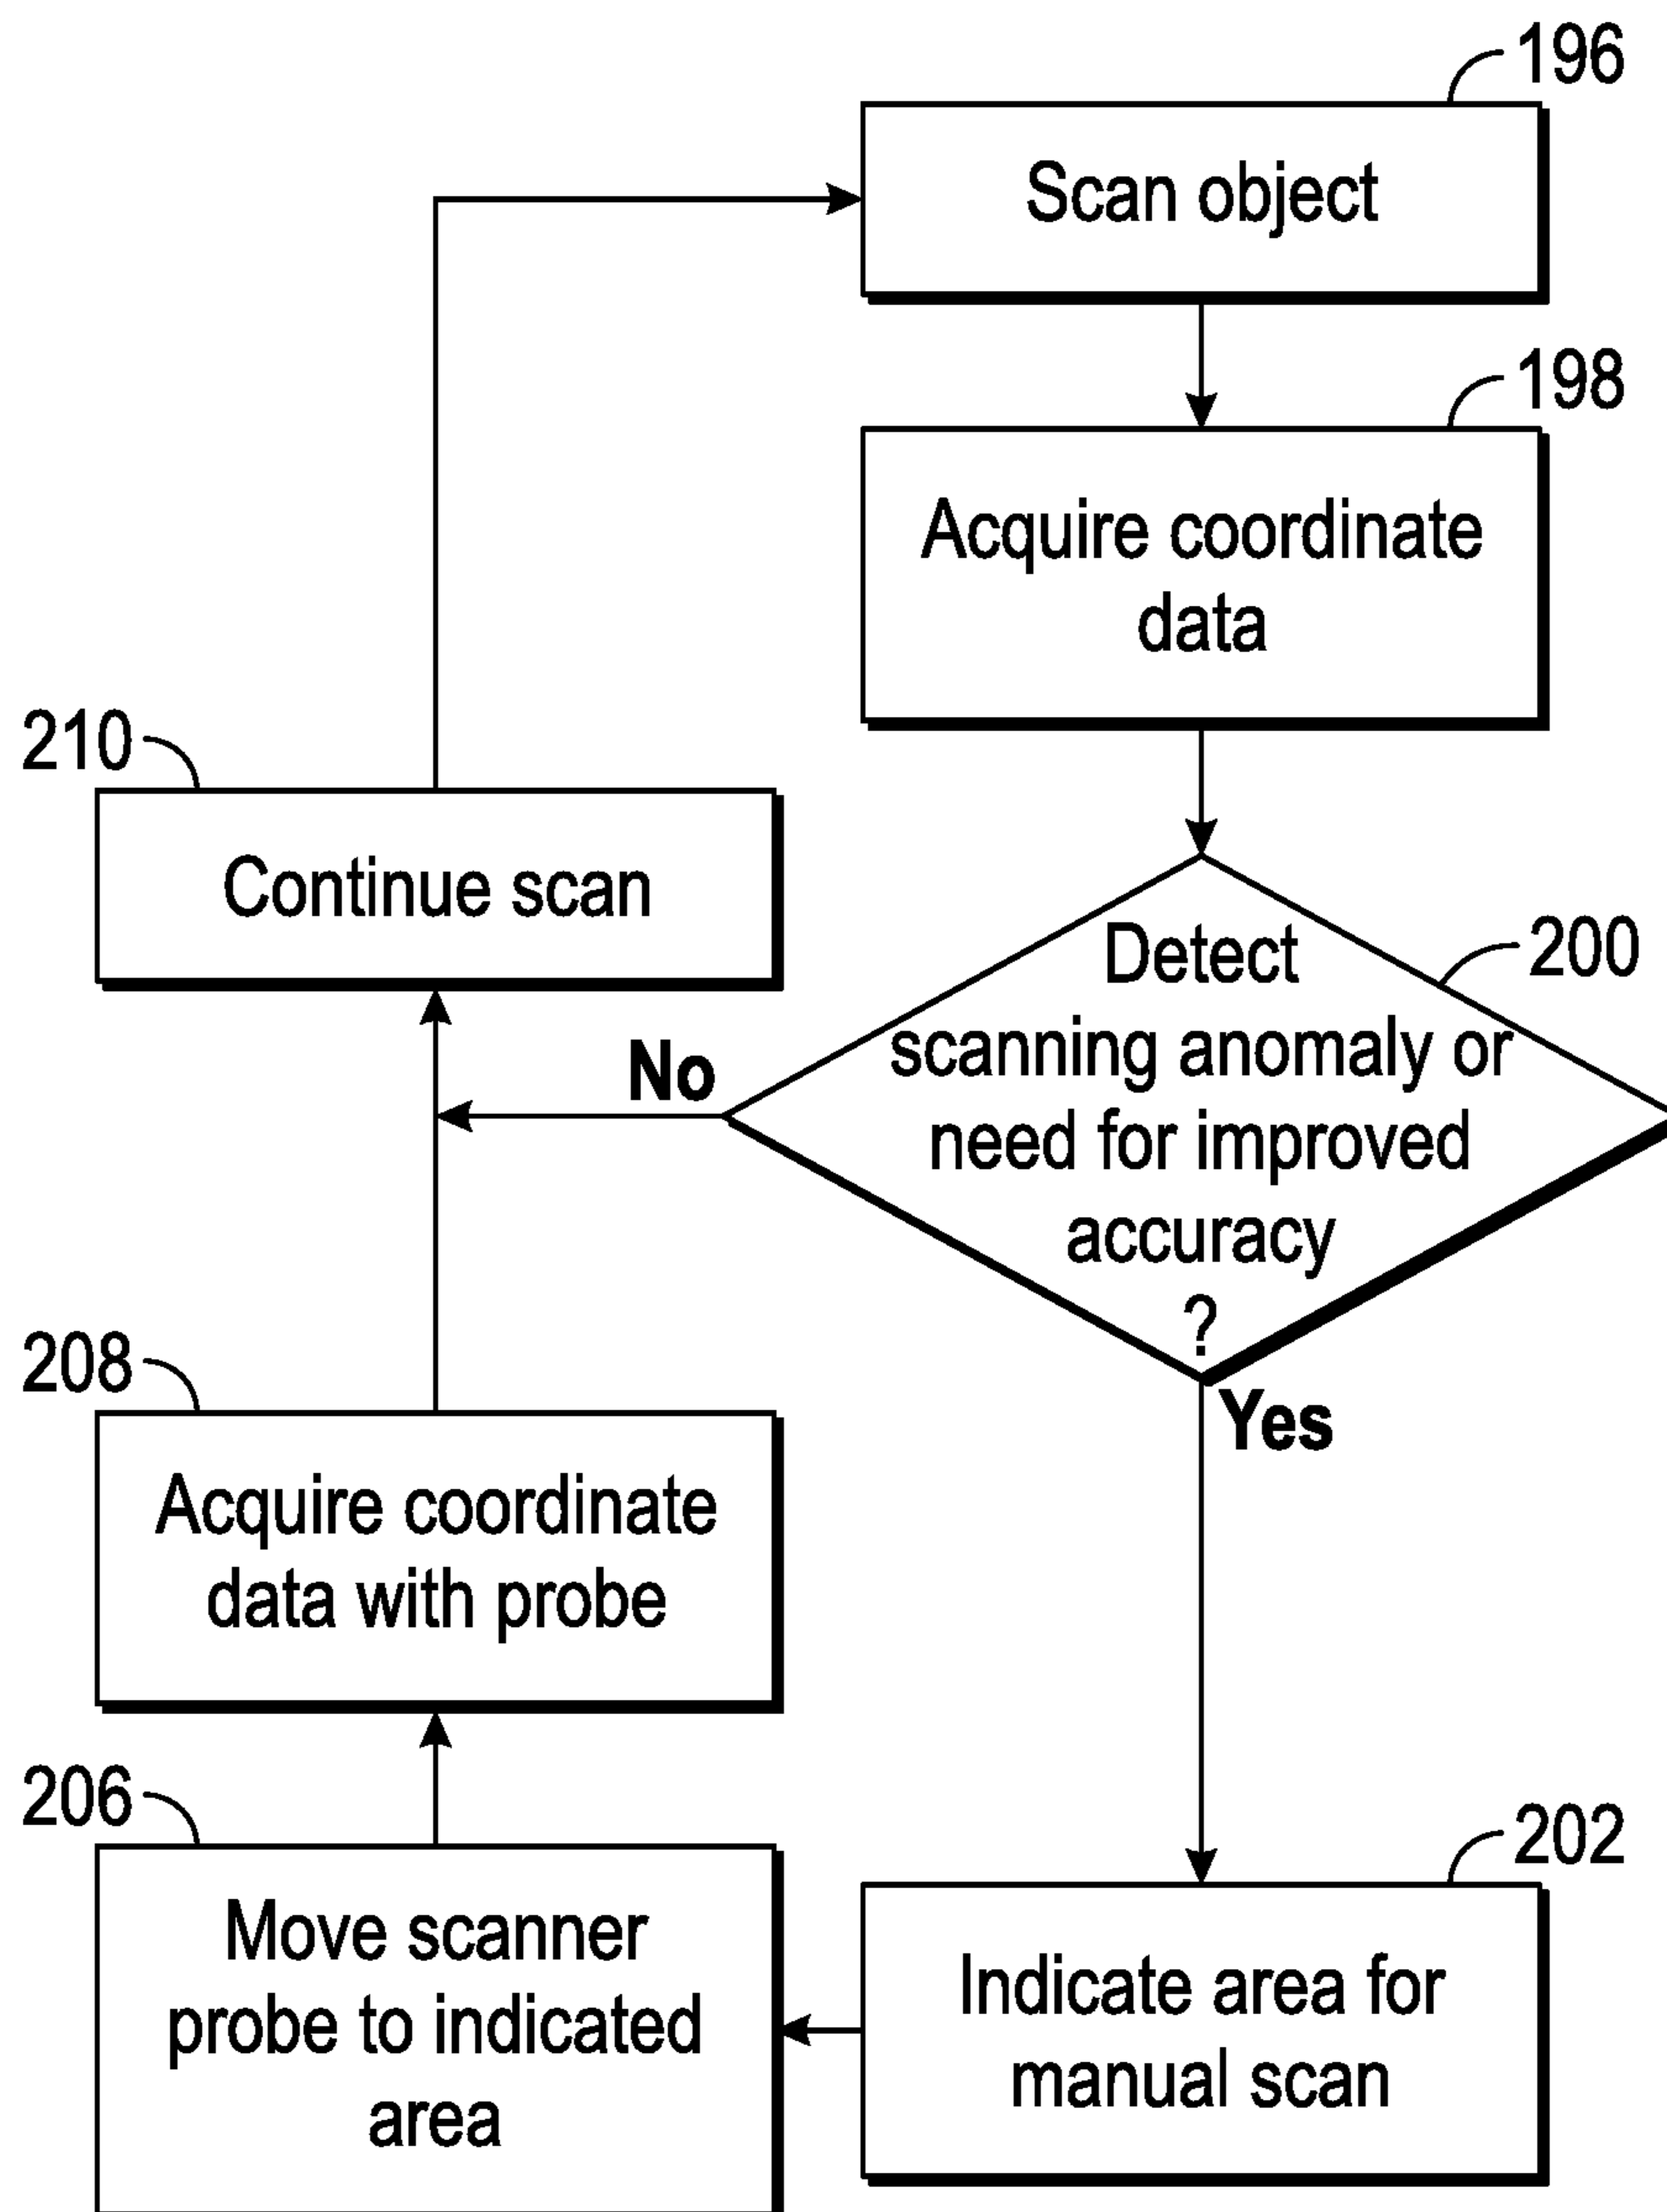 196
Scan object
198
Acquire coordinate
data
210
Continue scan
200
Detect
scanning anomaly or
need for improved
accuracy
?
No
Yes
208
Acquire coordinate
data with probe
206
Move scanner
probe to indicated
area
202
Indicate area for
manual scan